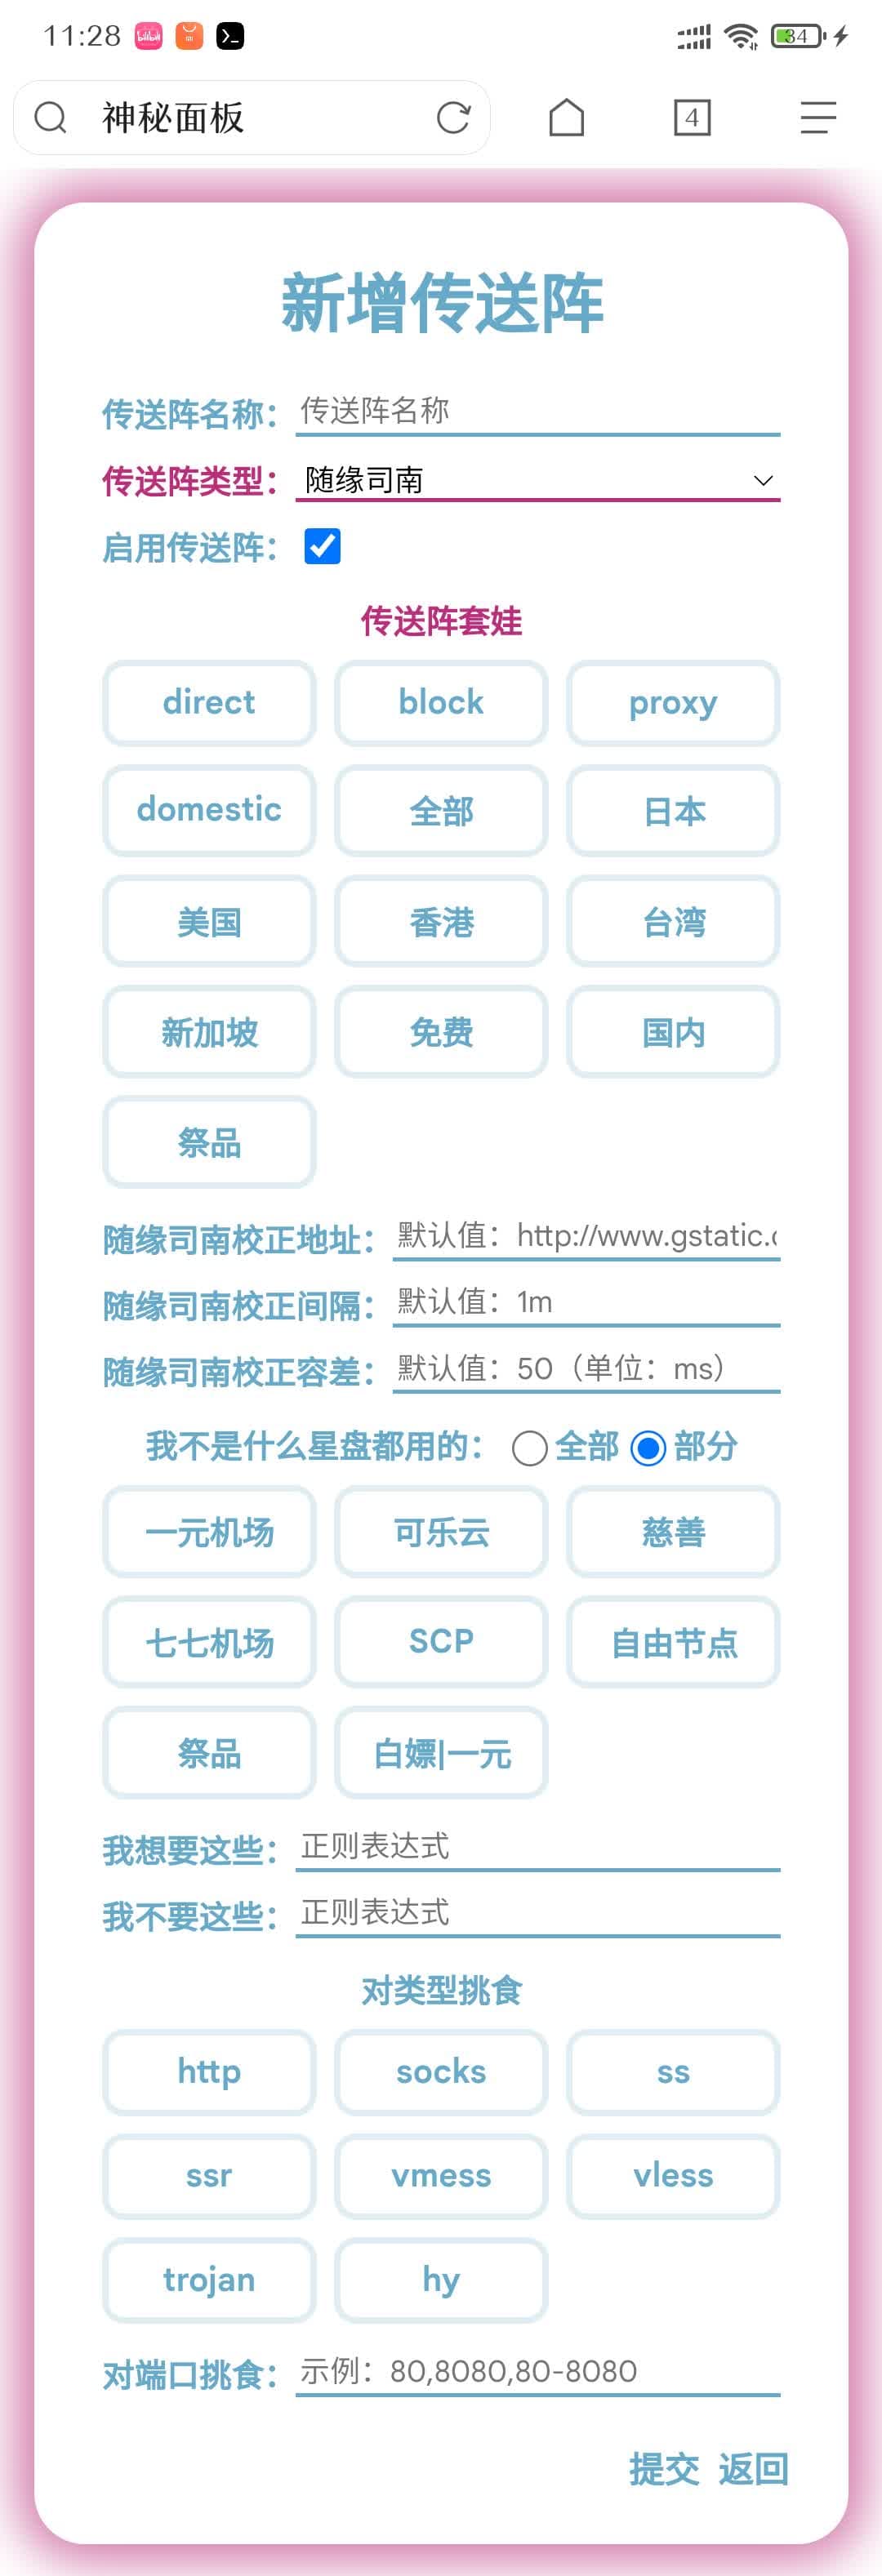 11:28
34
神秘面板
4
新增传送阵
传送阵名称： 传送阵名称
传送阵类型： 随缘司南
启用传送阵：
传送阵套娃
direct block proxy
domestic 全部 日本
美国 香港 台湾
新加坡 免费 国内
祭品
随缘司南校正地址： 默认值：http://www.gstatic.c
随缘司南校正间隔： 默认值：1m
随缘司南校正容差： 默认值：50（单位：ms）
我不是什么星盘都用的： 全部 部分
一元机场 可乐云 慈善
七七机场 SCP 自由节点
祭品 白嫖|一元
我想要这些： 正则表达式
我不要这些： 正则表达式
对类型挑食
http socks ss
ssr vmess vless
trojan hy
对端口挑食： 示例：80,8080,80-8080
提交 返回